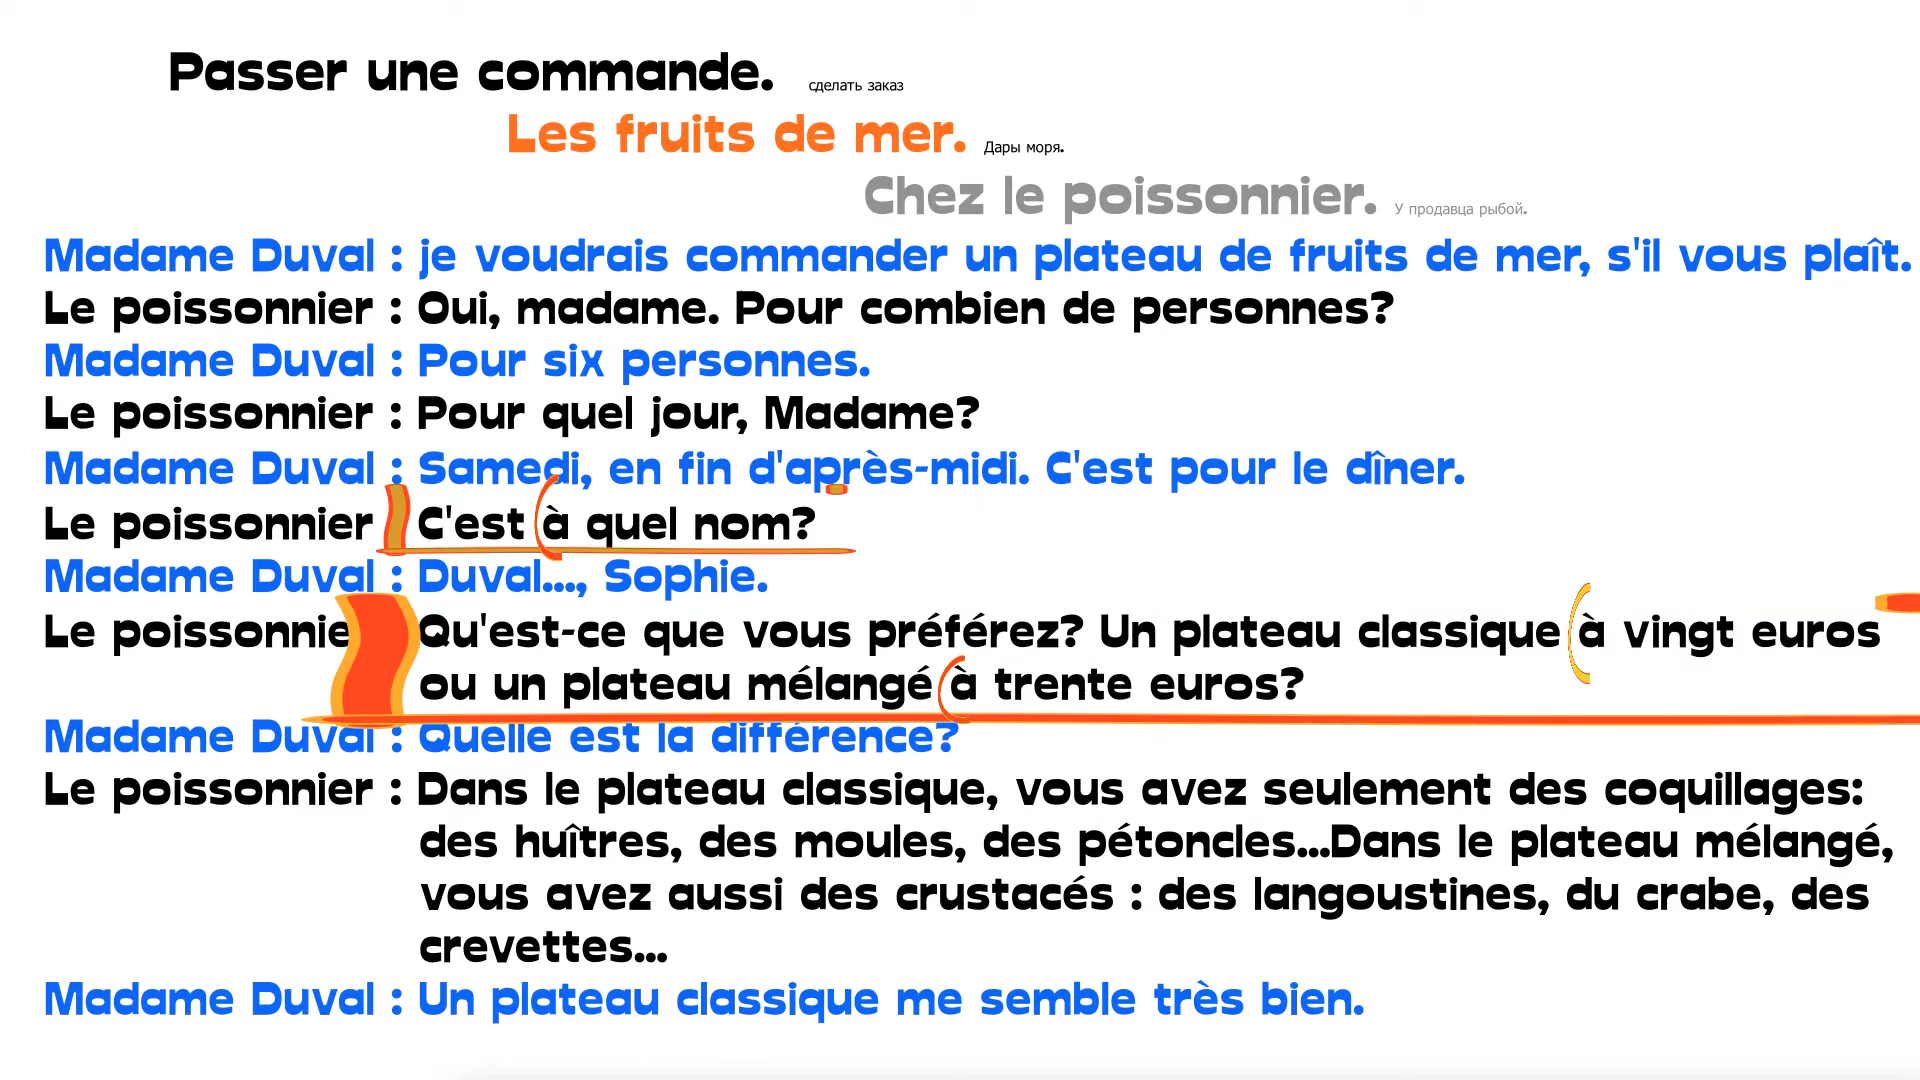 Passer une commande. сделать заказ
Les fruits de mer. Дары моря.
Chez le poissonnier. У продавца рыбой.
Madame Duval : je voudrais commander un plateau de fruits de mer, s'il vous plaît.
Le poissonnier : Oui, madame. Pour combien de personnes?
Madame Duval : Pour six personnes.
Le poissonnier : Pour quel jour, Madame?
Madame Duval : Samedi, en fin d'après-midi. C'est pour le dîner.
Le poissonnier C'est à quel nom?
Madame Duval : Duval..., Sophie.
Le poissonnie Qu'est-ce que vous préférez? Un plateau classique à vingt euros
ou un plateau mélangé à trente euros?
Madame Duval : Quelle est la différence?
Le poissonnier : Dans le plateau classique, vous avez seulement des coquillages:
des huîtres, des moules, des pétoncles...Dans le plateau mélangé,
vous avez aussi des crustacés : des langoustines, du crabe, des
crevettes...
Madame Duval : Un plateau classique me semble très bien.